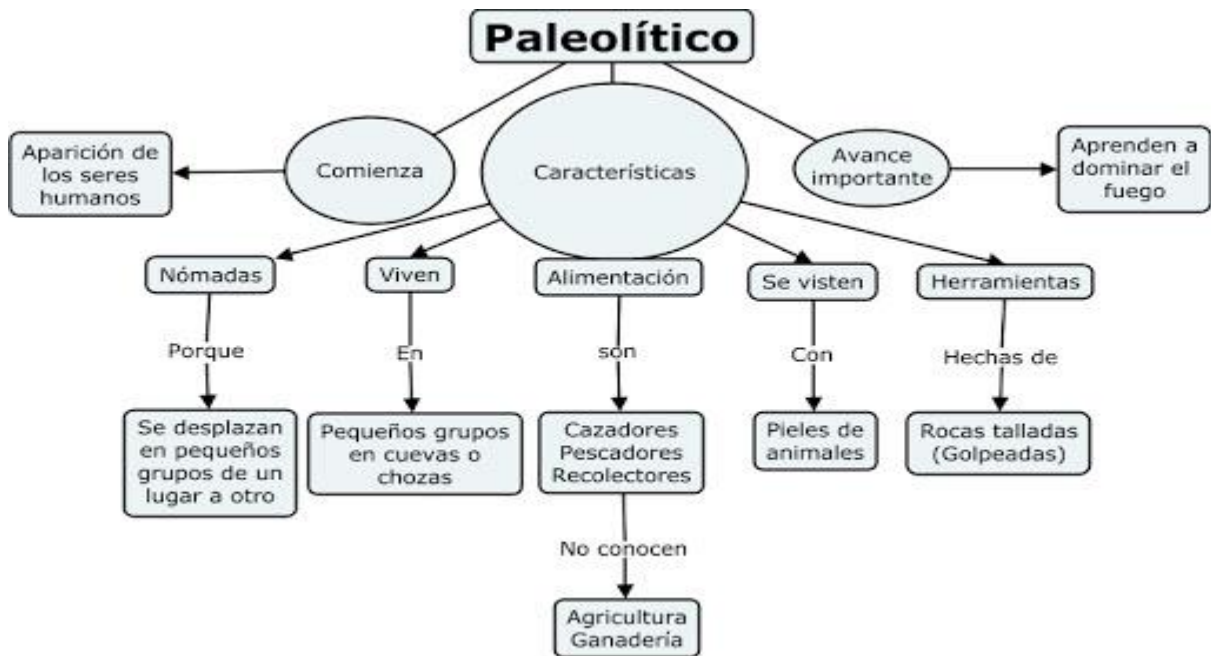 Paleolítico
Aparición de
los seres
humanos
Comienza
Características
Avance
importante
Aprenden a
dominar el
fuego
Nómadas
Viven
Alimentación
Se visten
Herramientas
Porque
En
son
Con
Hechas de
Se desplazan
en pequeños
grupos de un
lugar a otro
Pequeños grupos
en cuevas o
chozas
Cazadores
Pescadores
Recolectores
Pieles de
animales
Rocas talladas
(Golpeadas)
No conocen
Agricultura
Ganadería